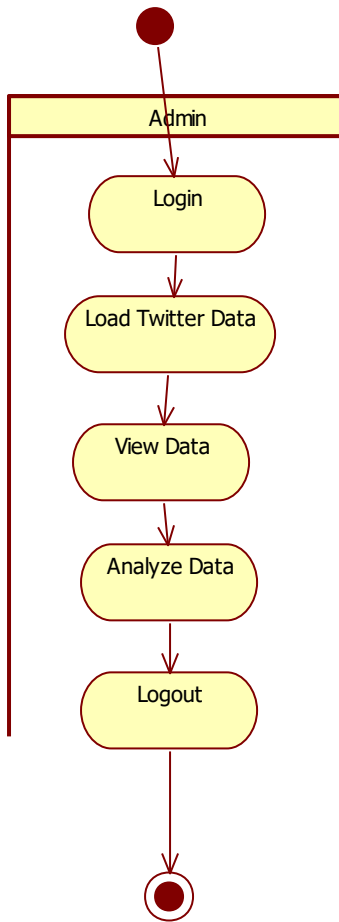 Admin
Login
Load Twitter Data
View Data
Analyze Data
Logout